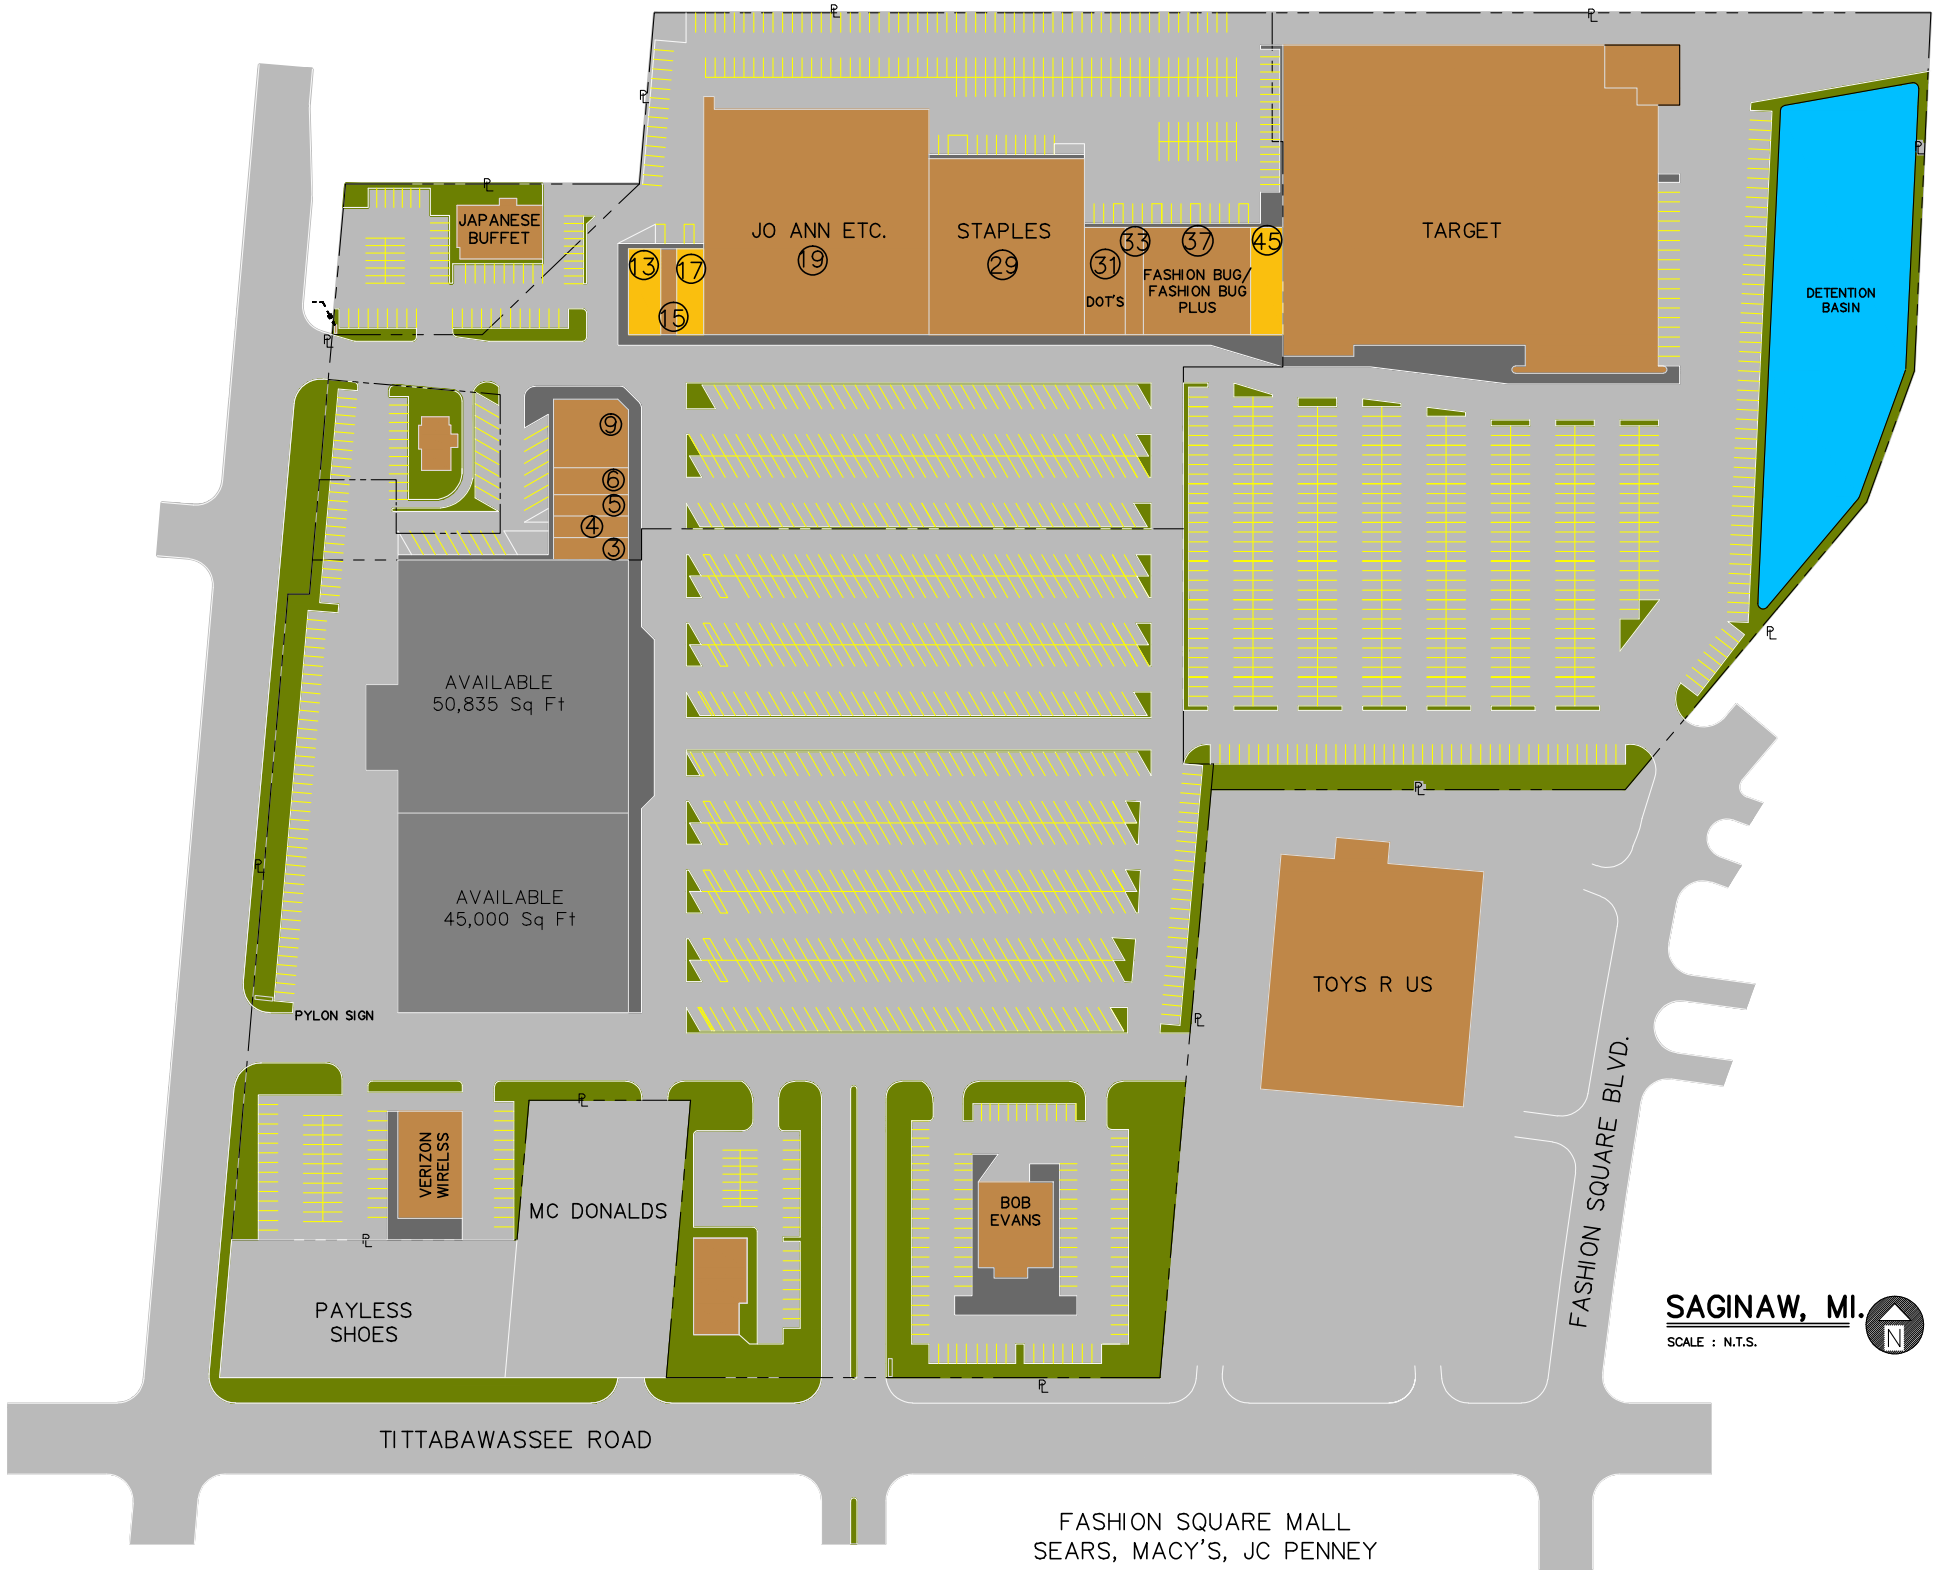 JAPANESE
BUFFET
JO ANN ETC.
19
STAPLES
29
TARGET
13
17
15
31
DOT'S
33
37
FASHION BUG/
FASHION BUG
PLUS
45
DETENTION
BASIN
9
6
5
4
3
AVAILABLE
50,835 Sq Ft
AVAILABLE
45,000 Sq Ft
PYLON SIGN
TOYS R US
VERIZON
WIRELSS
MC DONALDS
BOB
EVANS
PAYLESS
SHOES
FASHION SQUARE BLVD.
SAGINAW, MI.
SCALE : N.T.S.
N
TITTABAWASSEE ROAD
FASHION SQUARE MALL
SEARS, MACY'S, JC PENNEY